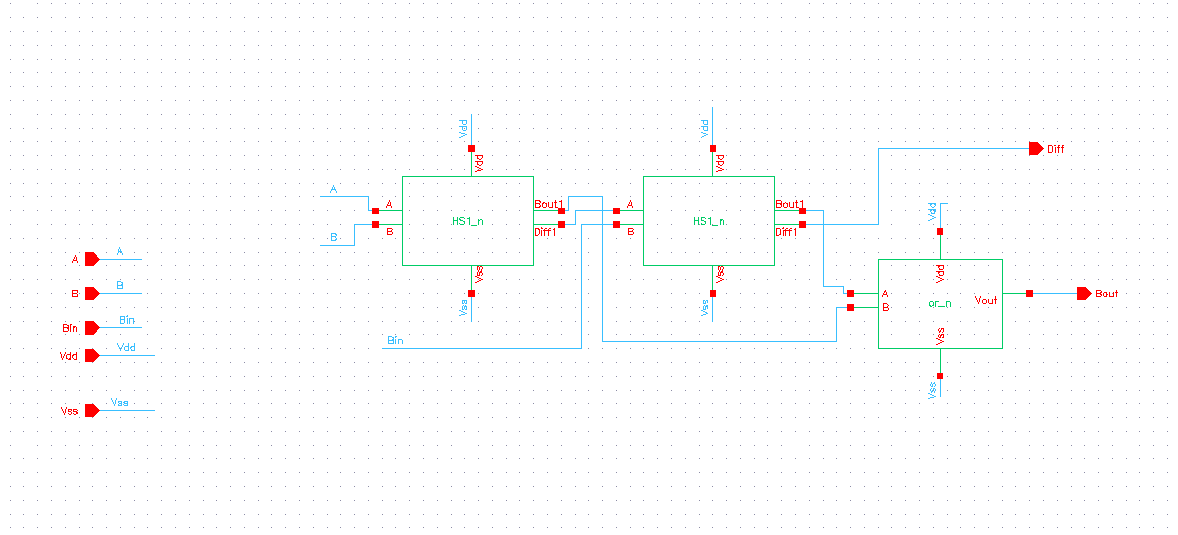 Vdd
Vdd
Vdd
Vdd
Diff
A
A
Bout1
A
Bout1
HS1_n
HS1_n
B
B
Diff1
B
Diff1
Vdd
A
A
Vss
Vss
Vdd
B
B
Vss
Vss
A
or_n
Vout
Bout
B
Bin
Bin
Bin
Vss
Vdd
Vdd
Vss
Vss
Vss